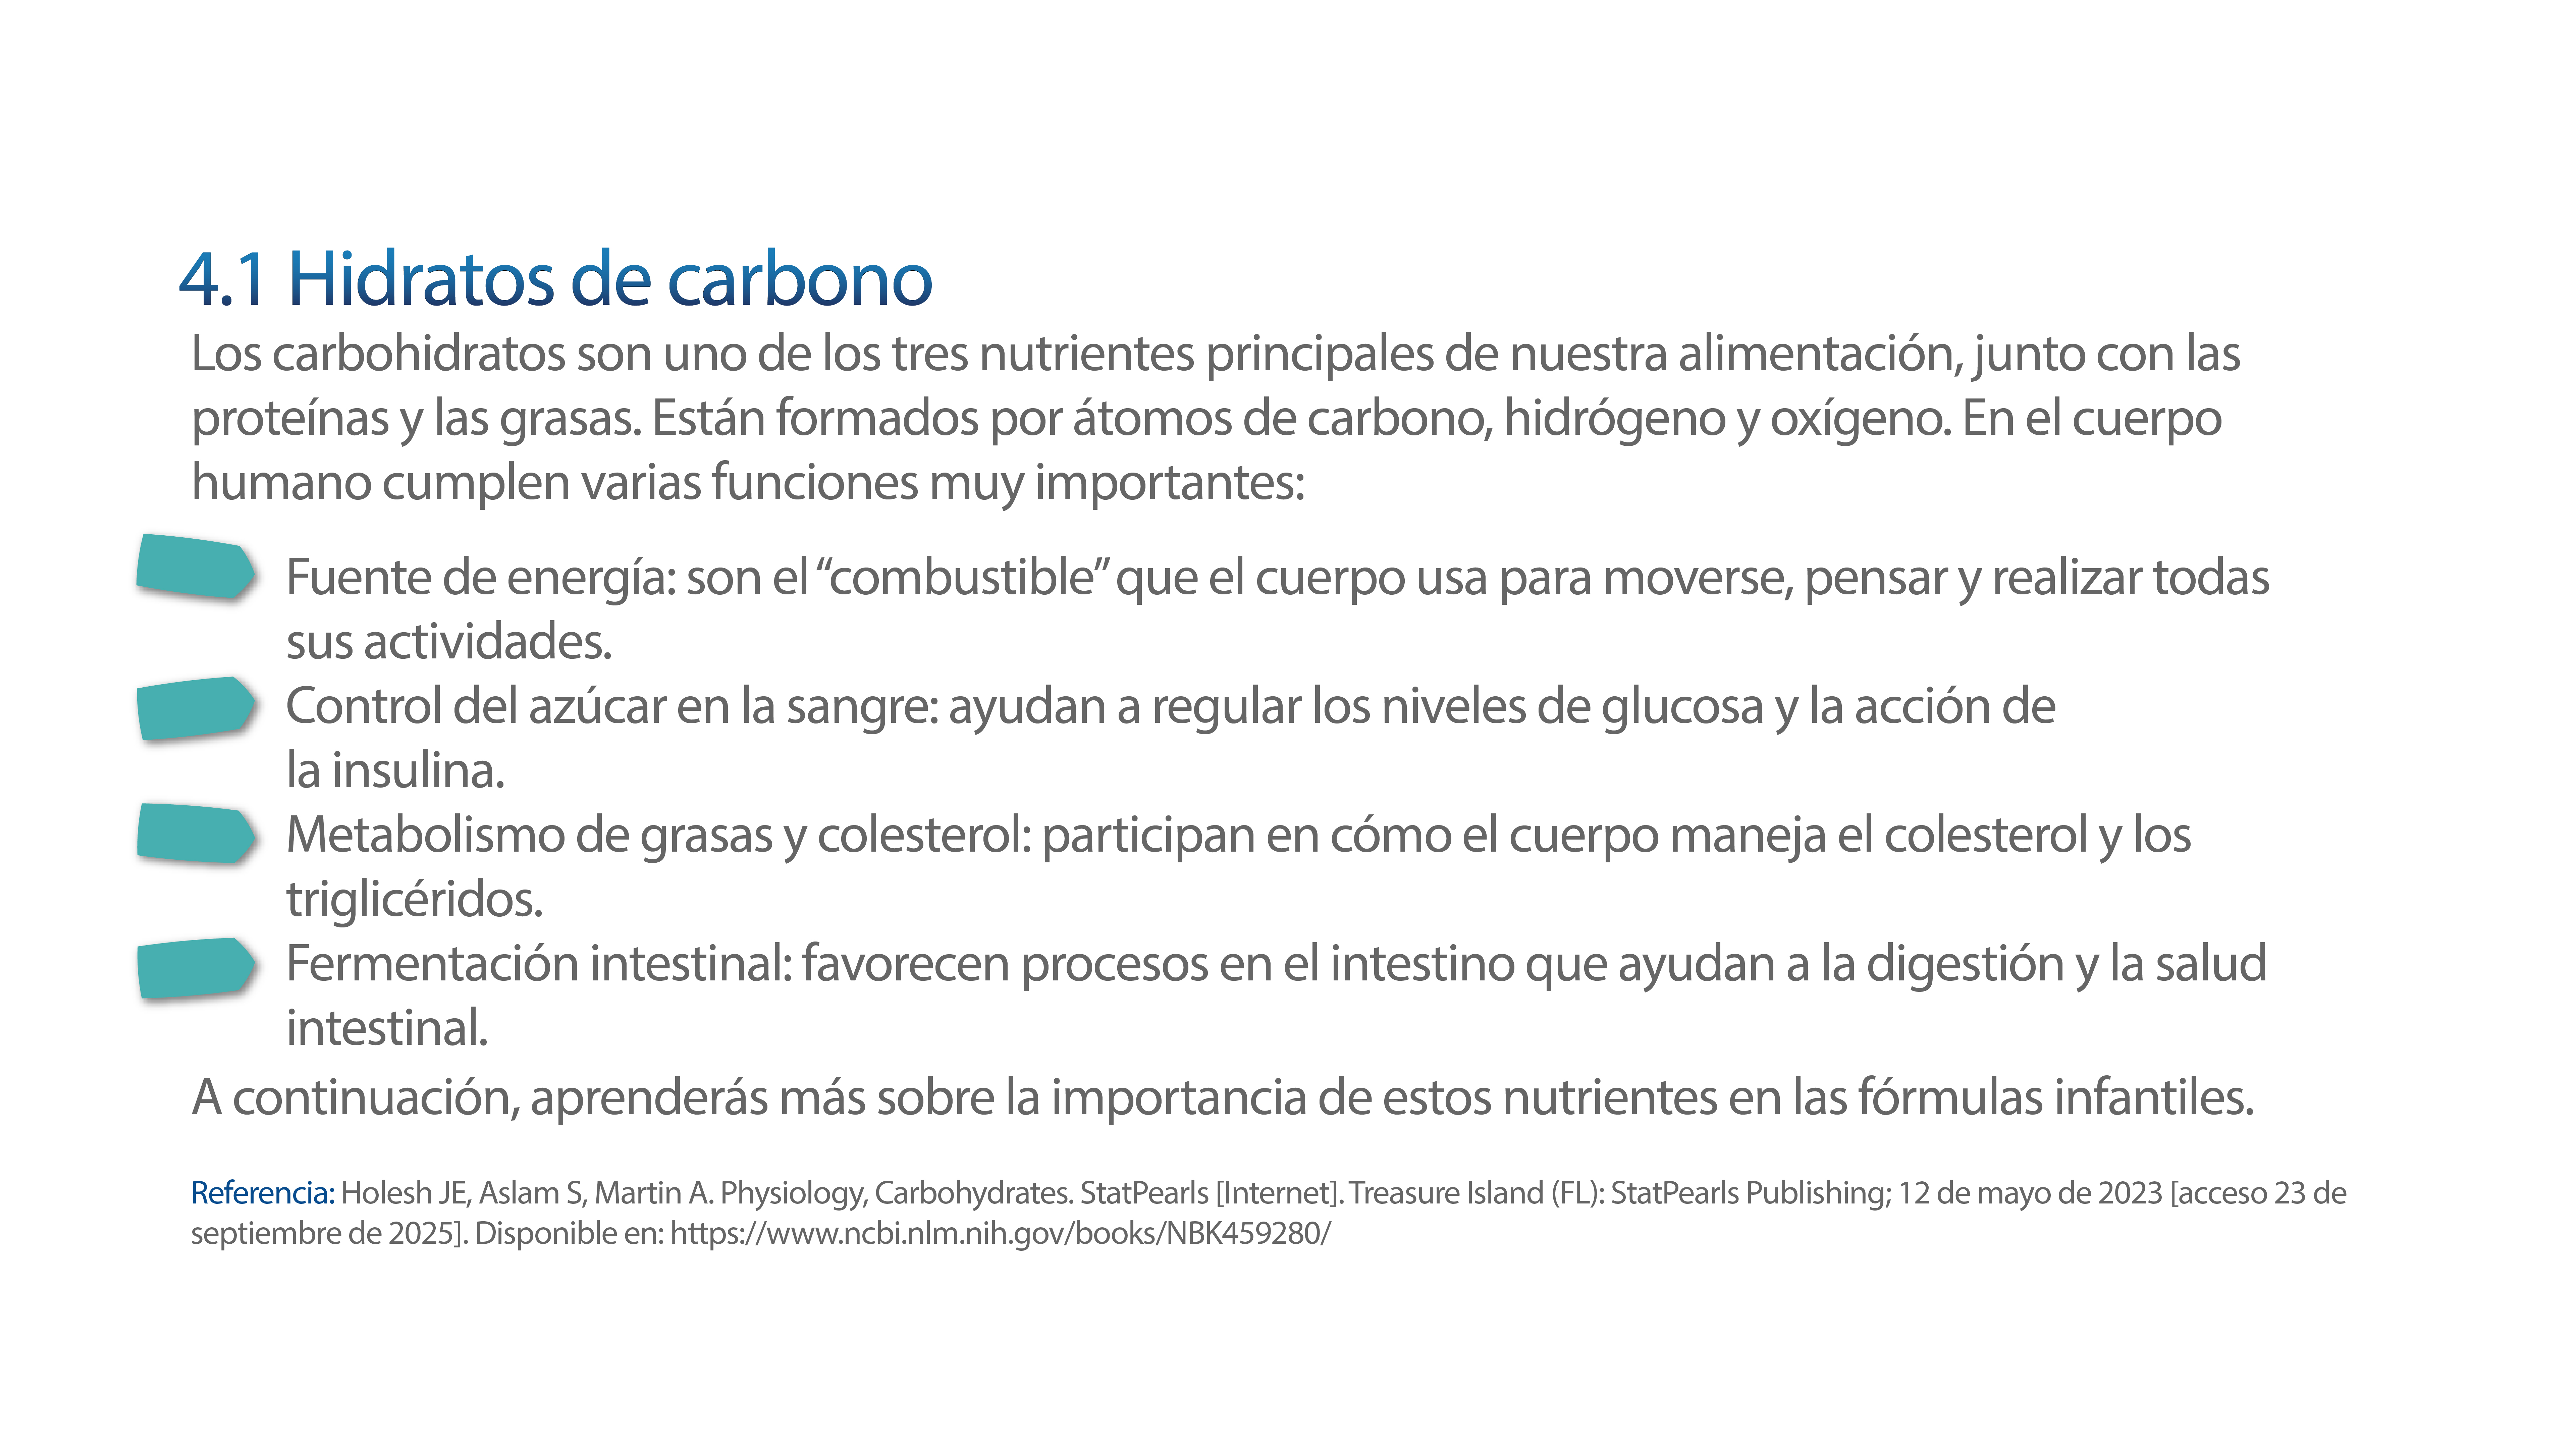 4.1 Hidratos de carbono
Los carbohidratos son uno de los tres nutrientes principales de nuestra alimentación, junto con las
proteínas y las grasas. Están formados por átomos de carbono, hidrógeno y oxígeno. En el cuerpo
humano cumplen varias funciones muy importantes:
Fuente de energía: son el “combustible” que el cuerpo usa para moverse, pensar y realizar todas
sus actividades.
Control del azúcar en la sangre: ayudan a regular los niveles de glucosa y la acción de
la insulina.
Metabolismo de grasas y colesterol: participan en cómo el cuerpo maneja el colesterol y los
triglicéridos.
Fermentación intestinal: favorecen procesos en el intestino que ayudan a la digestión y la salud
intestinal.
A continuación, aprenderás más sobre la importancia de estos nutrientes en las fórmulas infantiles.
Referencia: Holesh JE, Aslam S, Martin A. Physiology, Carbohydrates. StatPearls [Internet]. Treasure Island (FL): StatPearls Publishing; 12 de mayo de 2023 [acceso 23 de
septiembre de 2025]. Disponible en: https://www.ncbi.nlm.nih.gov/books/NBK459280/